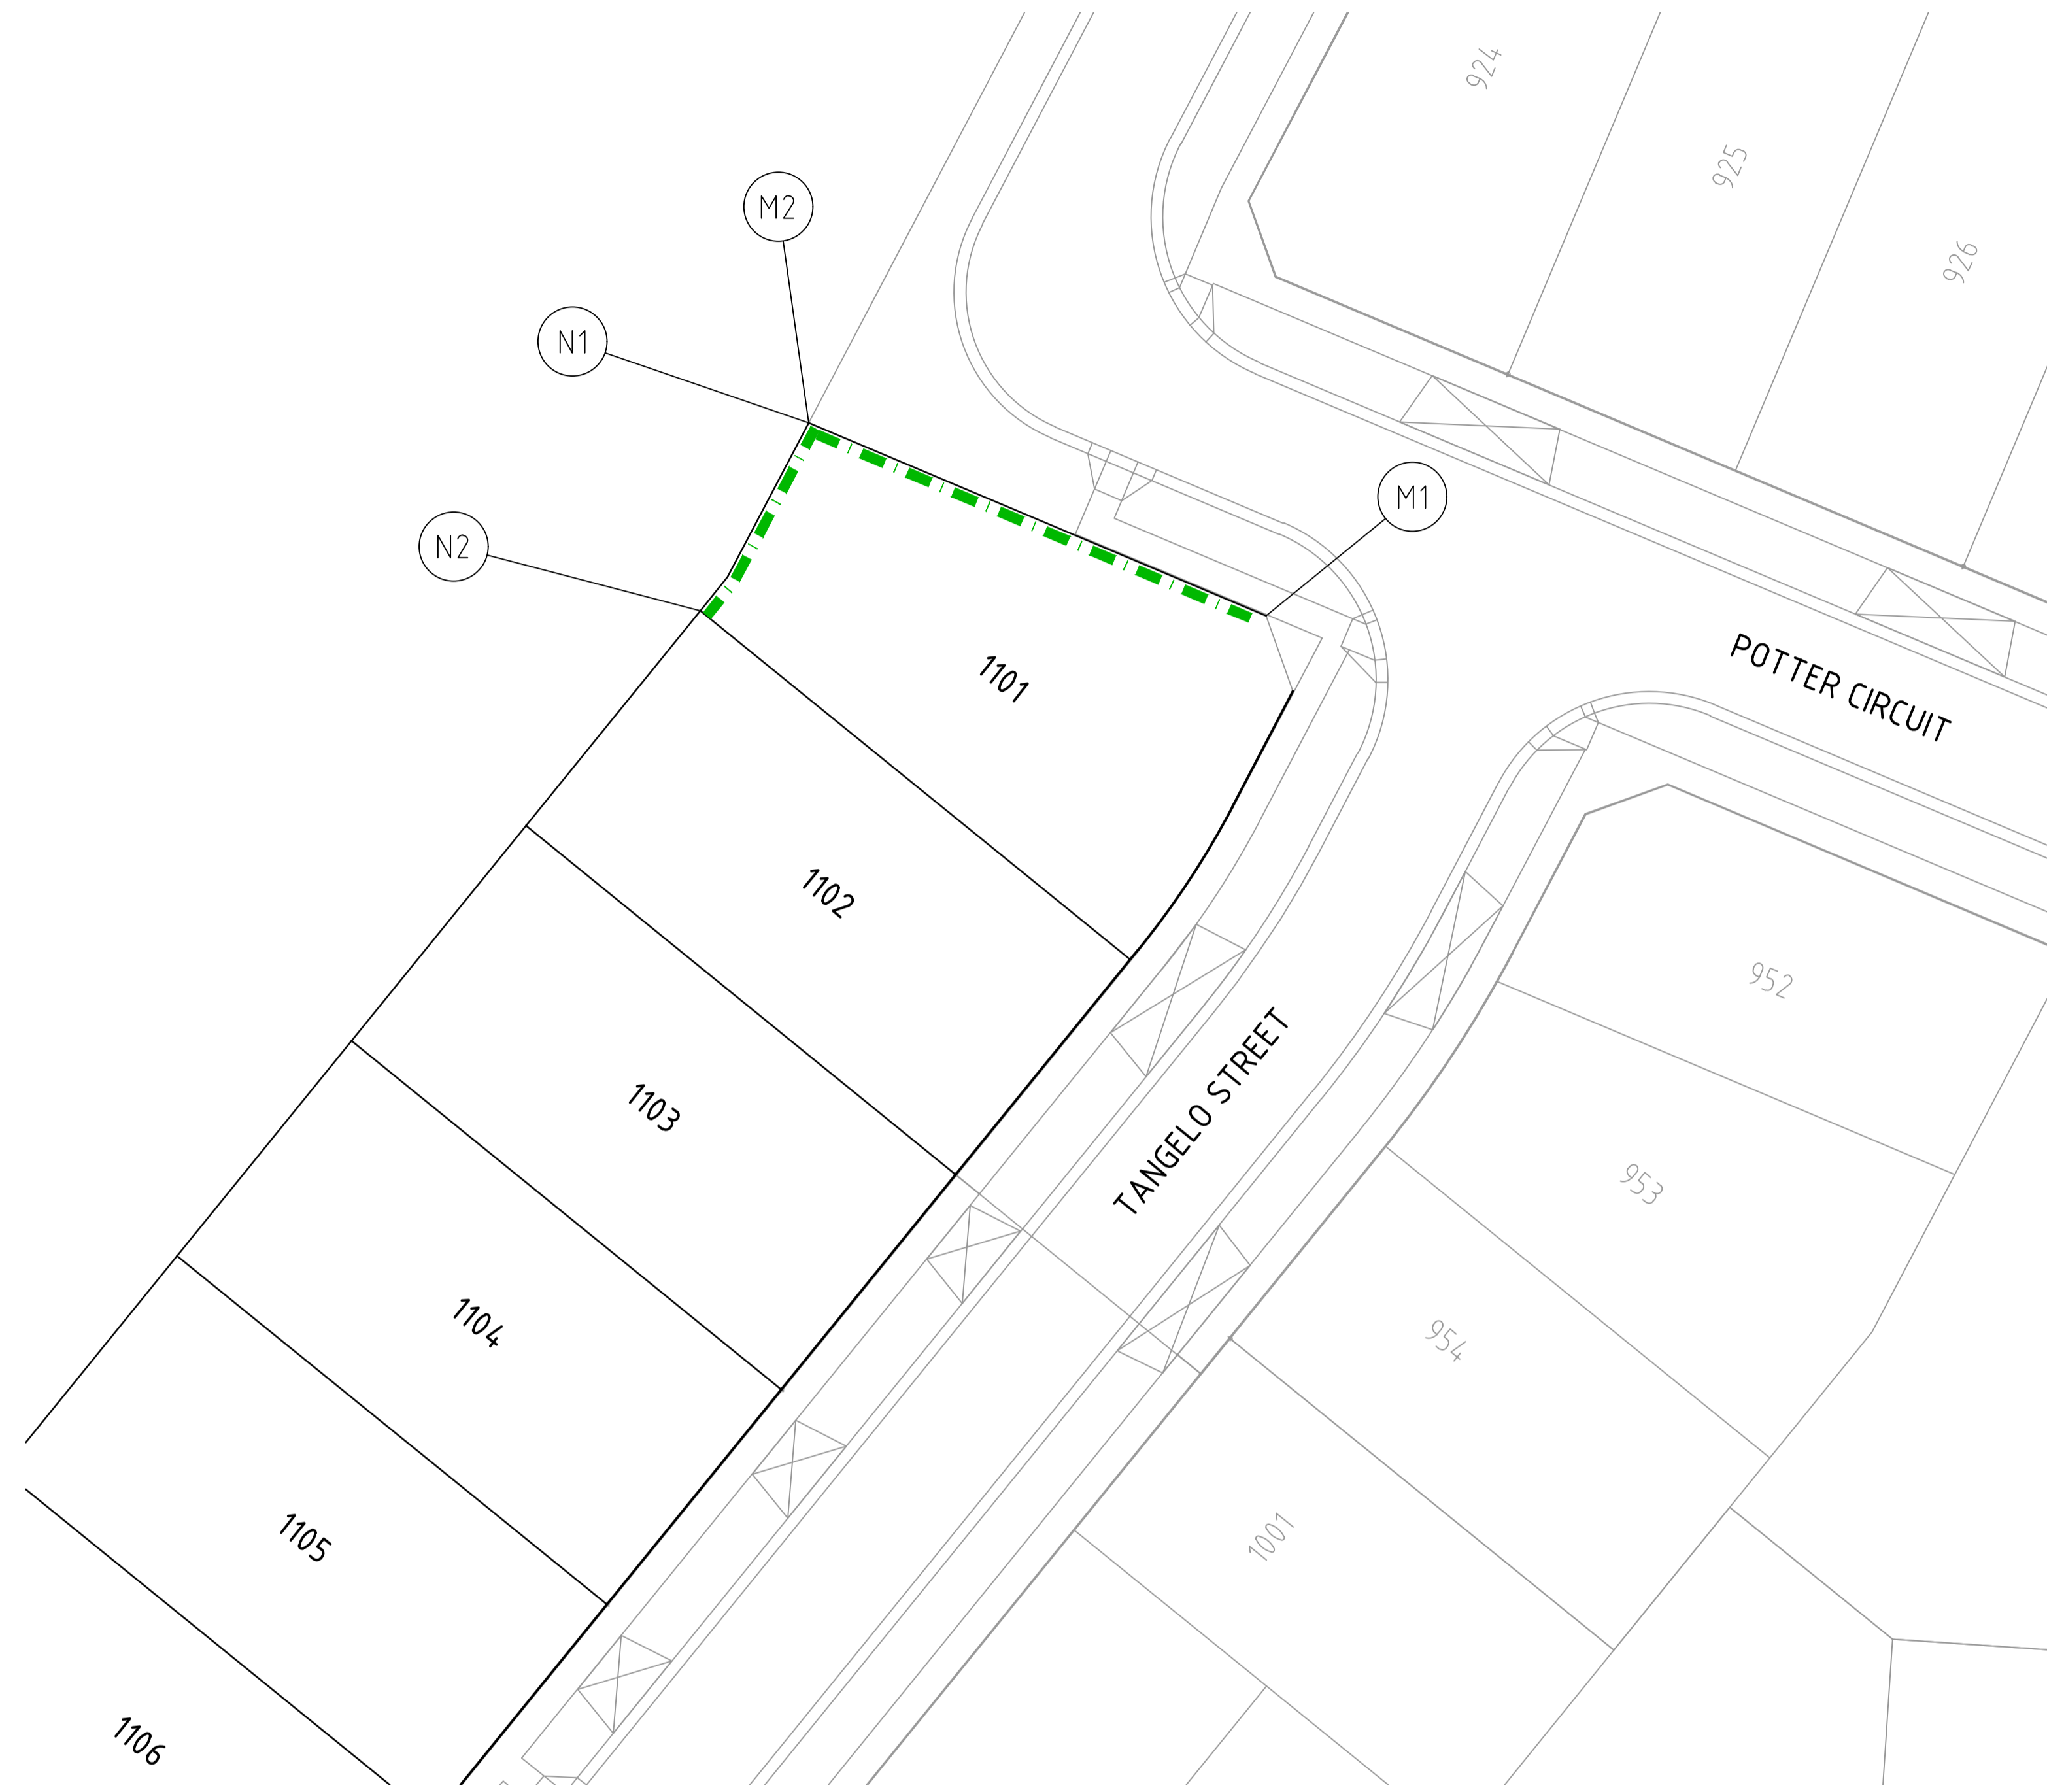 924
925
926
M2
N1
M1
N2
POTTER CIRCUIT
1101
1102
952
1103
TANGELO STREET
953
1104
954
1105
1001
1106